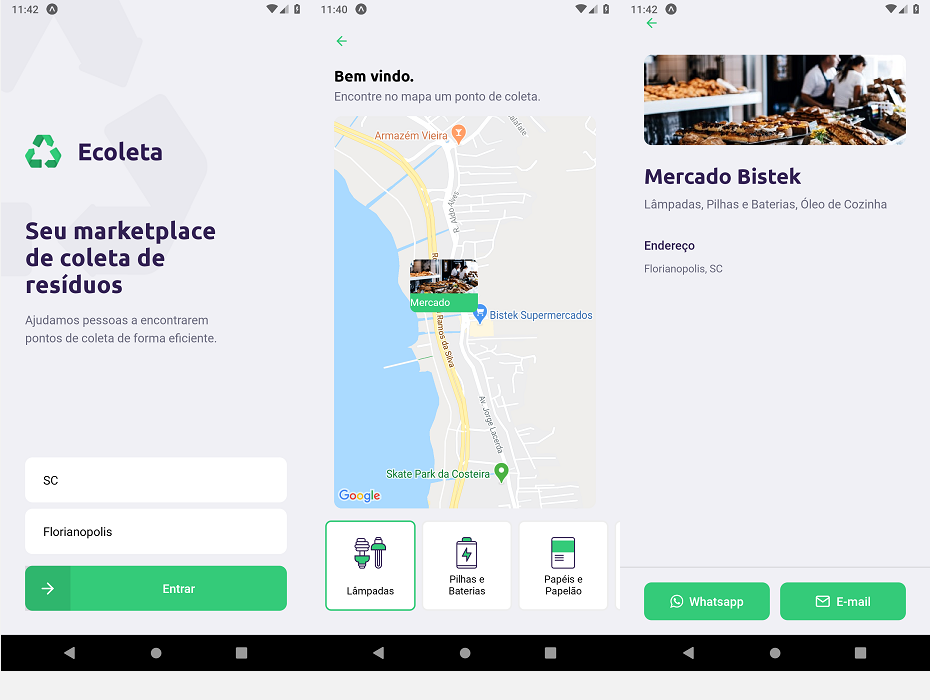 11:42
Ecoleta
Seu marketplace
de coleta de
resíduos
Ajudamos pessoas a encontrarem
pontos de coleta de forma eficiente.
SC
Florianopolis
Entrar
11:40
Bem vindo.
Encontre no mapa um ponto de coleta.
Armazém Vieira
R. Aldo Alves
Mercado
Bistek Supermercados
Ramos da Silva
Av. Jorge Lacerda
Skate Park da Costeira
Google
Lâmpadas
Pilhas e
Baterias
Papéis e
Papelão
11:42
Mercado Bistek
Lâmpadas, Pilhas e Baterias, Óleo de Cozinha
Endereço
Florianopolis, SC
Whatsapp
E-mail